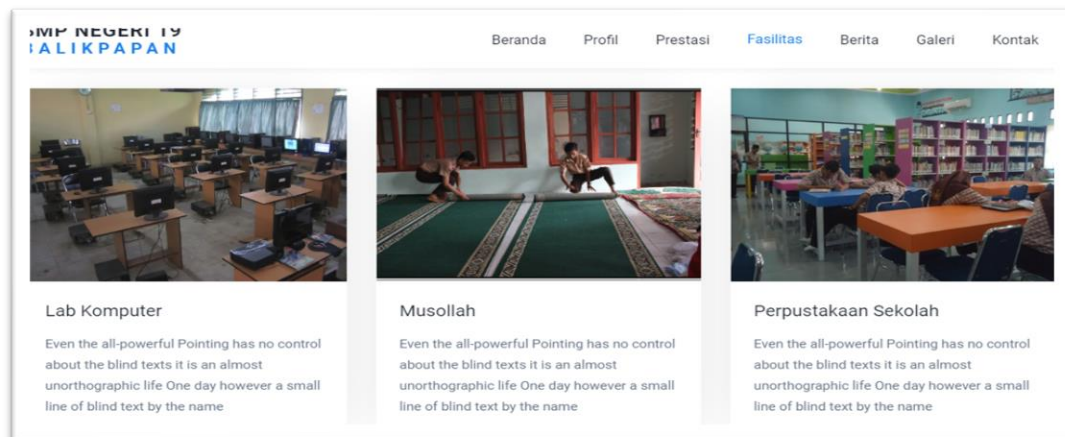 SMP NEGERI 19
BALIKPAPAN
Beranda Profil Prestasi Fasilitas Berita Galeri Kontak
Lab Komputer
Even the all-powerful Pointing has no control
about the blind texts it is an almost
unorthographic life One day however a small
line of blind text by the name
Musollah
Even the all-powerful Pointing has no control
about the blind texts it is an almost
unorthographic life One day however a small
line of blind text by the name
Perpustakaan Sekolah
Even the all-powerful Pointing has no control
about the blind texts it is an almost
unorthographic life One day however a small
line of blind text by the name